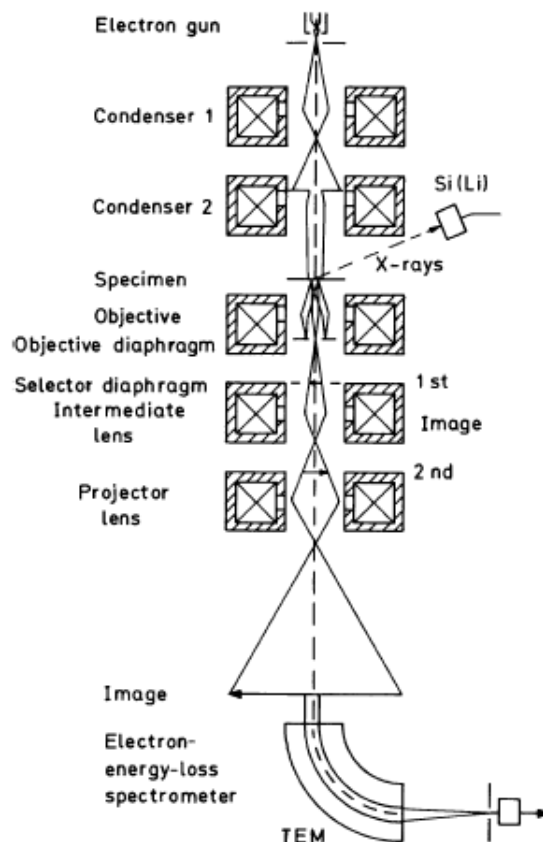 Electron gun
Condenser 1
Si(Li)
Condenser 2
X-rays
Specimen
Objective
Objective diaphragm
Selector diaphragm
1 st
Intermediate
lens
Image
2 nd
Projector
lens
Image
Electron-
energy-loss
spectrometer
TEM